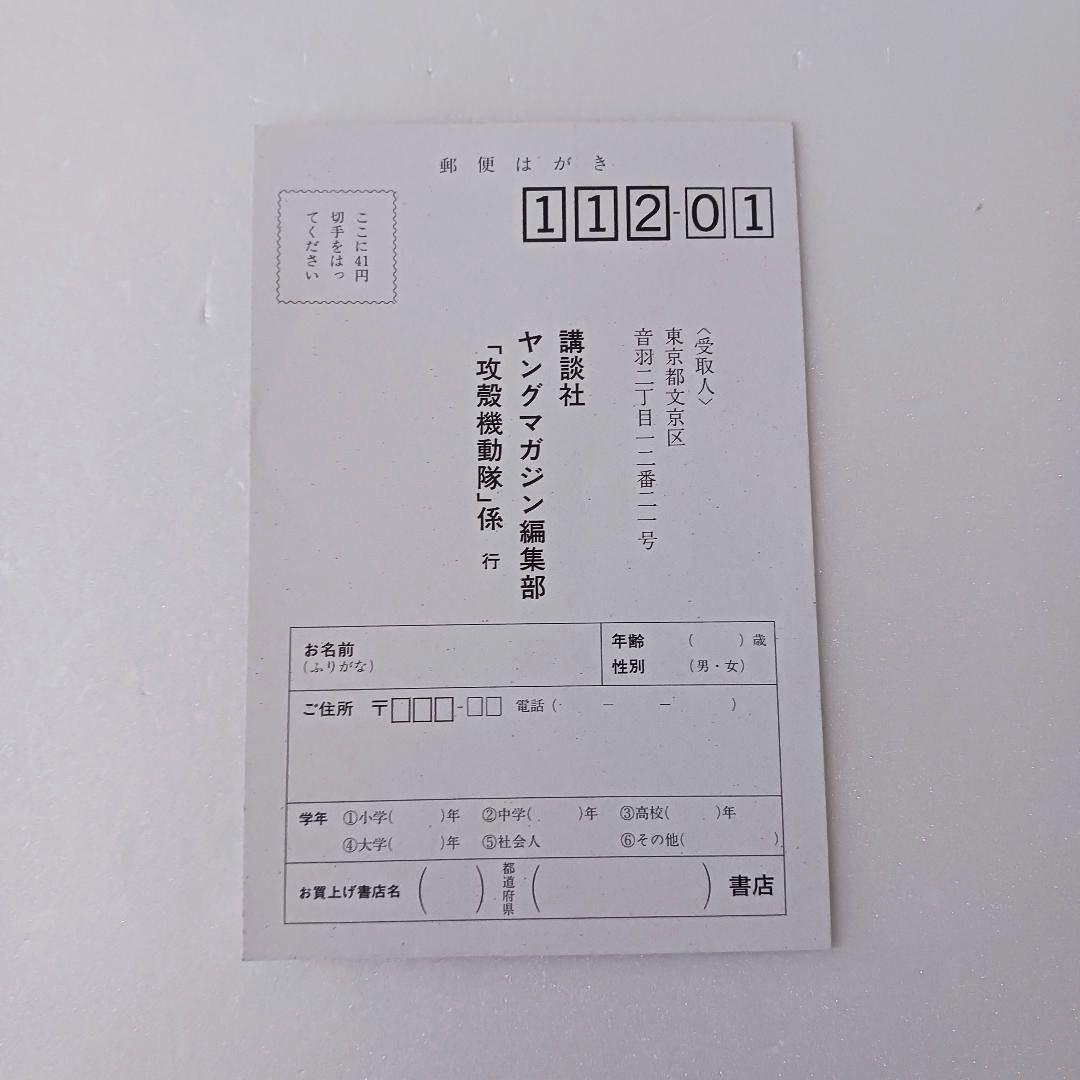 郵便はがき
112-01
ここに41円
切手をはっ
てください
〈受取人〉
東京都文京区
音羽二丁目一二番二一号
講談社
ヤングマガジン編集部
「攻殻機動隊」係 行
お名前
(ふりがな)
年齢 ( )歳
性別 (男・女)
ご住所 〒□□□-□□ 電話( - - )
学年 ①小学( )年 ②中学( )年 ③高校( )年
④大学( )年 ⑤社会人 ⑥その他( )
お買上げ書店名 ( ) 都道府県 ( ) 書店